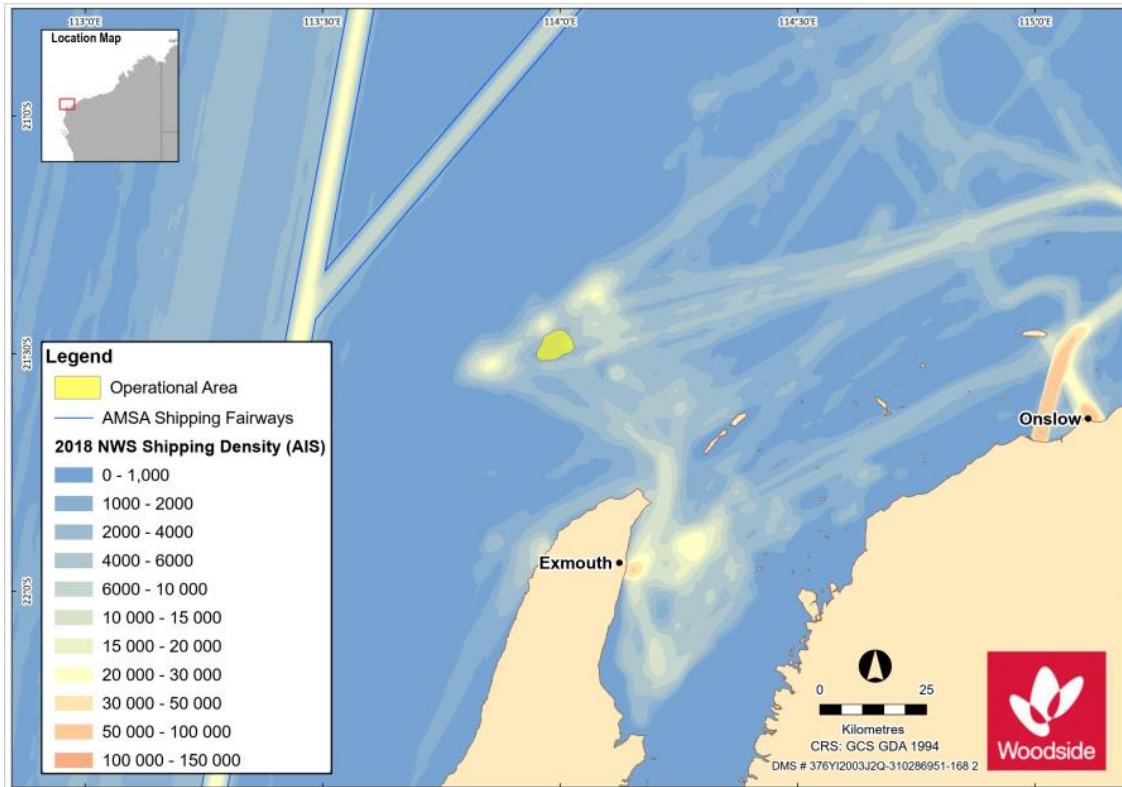 113°0'E
113°30'E
114°0'E
114°30'E
115°0'E
Location Map
21°0'S
21°30'S
22°0'S
Legend
Operational Area
AMSA Shipping Fairways
2018 NWS Shipping Density (AIS)
0 - 1,000
1000 - 2000
2000 - 4000
4000 - 6000
6000 - 10 000
10 000 - 15 000
15 000 - 20 000
20 000 - 30 000
30 000 - 50 000
50 000 - 100 000
100 000 - 150 000
Onslow
Exmouth
0 25
Kilometres
CRS: GCS GDA 1994
DMS # 376YI2003J2Q-310286951-168 2
Woodside